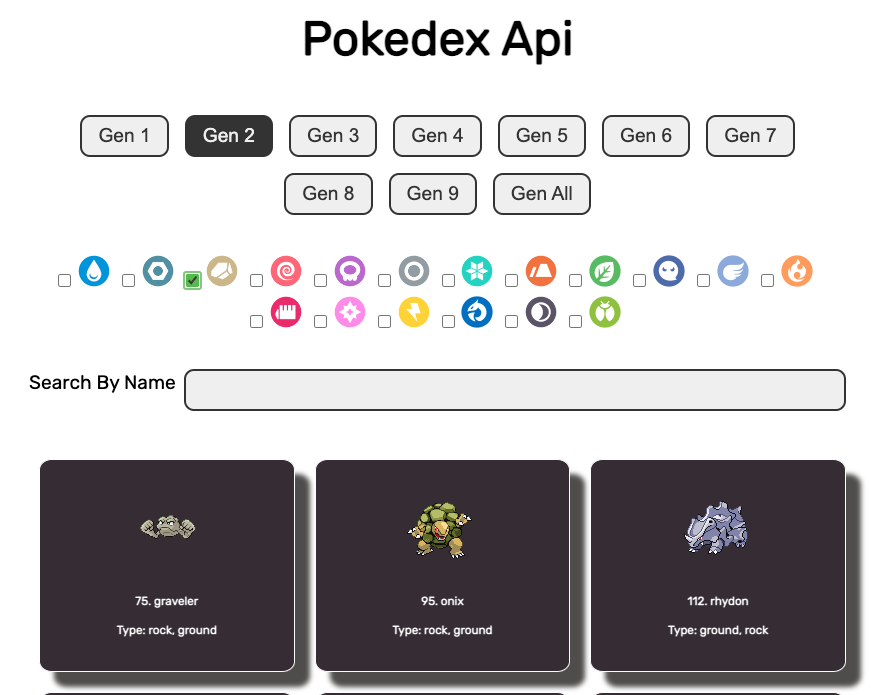 Pokedex Api
Gen 1 Gen 2 Gen 3 Gen 4 Gen 5 Gen 6 Gen 7
Gen 8 Gen 9 Gen All
Search By Name
75. graveler 95. onix 112. rhydon
Type: rock, ground Type: rock, ground Type: ground, rock